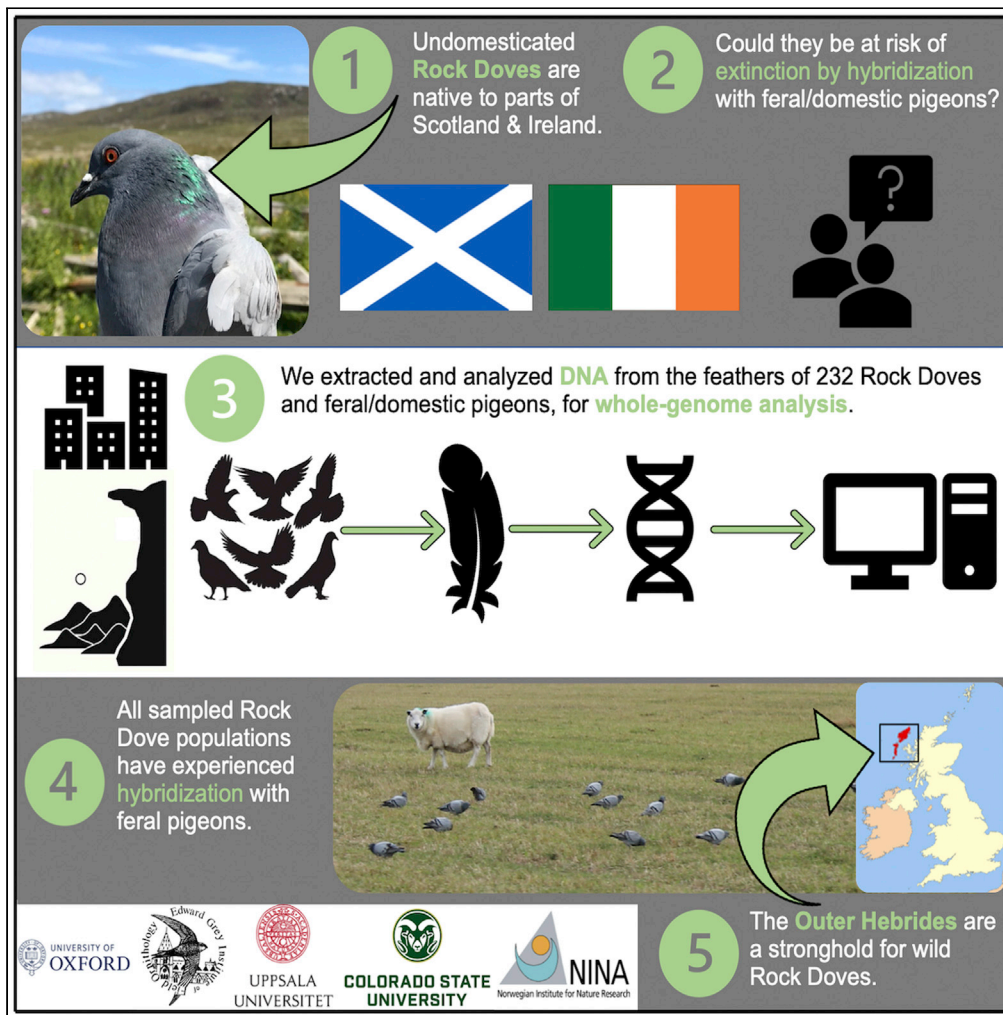 1
Undomesticated
Rock Doves are
native to parts of
Scotland & Ireland.
2
Could they be at risk of
extinction by hybridization
with feral/domestic pigeons?
?
3
We extracted and analyzed DNA from the feathers of 232 Rock Doves
and feral/domestic pigeons, for whole-genome analysis.
4
All sampled Rock
Dove populations
have experienced
hybridization with
feral pigeons.
5
The Outer Hebrides are
a stronghold for wild
Rock Doves.
UNIVERSITY OF
OXFORD
Edward Grey Institute of Field Ornithology
UPPSALA
UNIVERSITET
COLORADO STATE
UNIVERSITY
NINA
Norwegian Institute for Nature Research